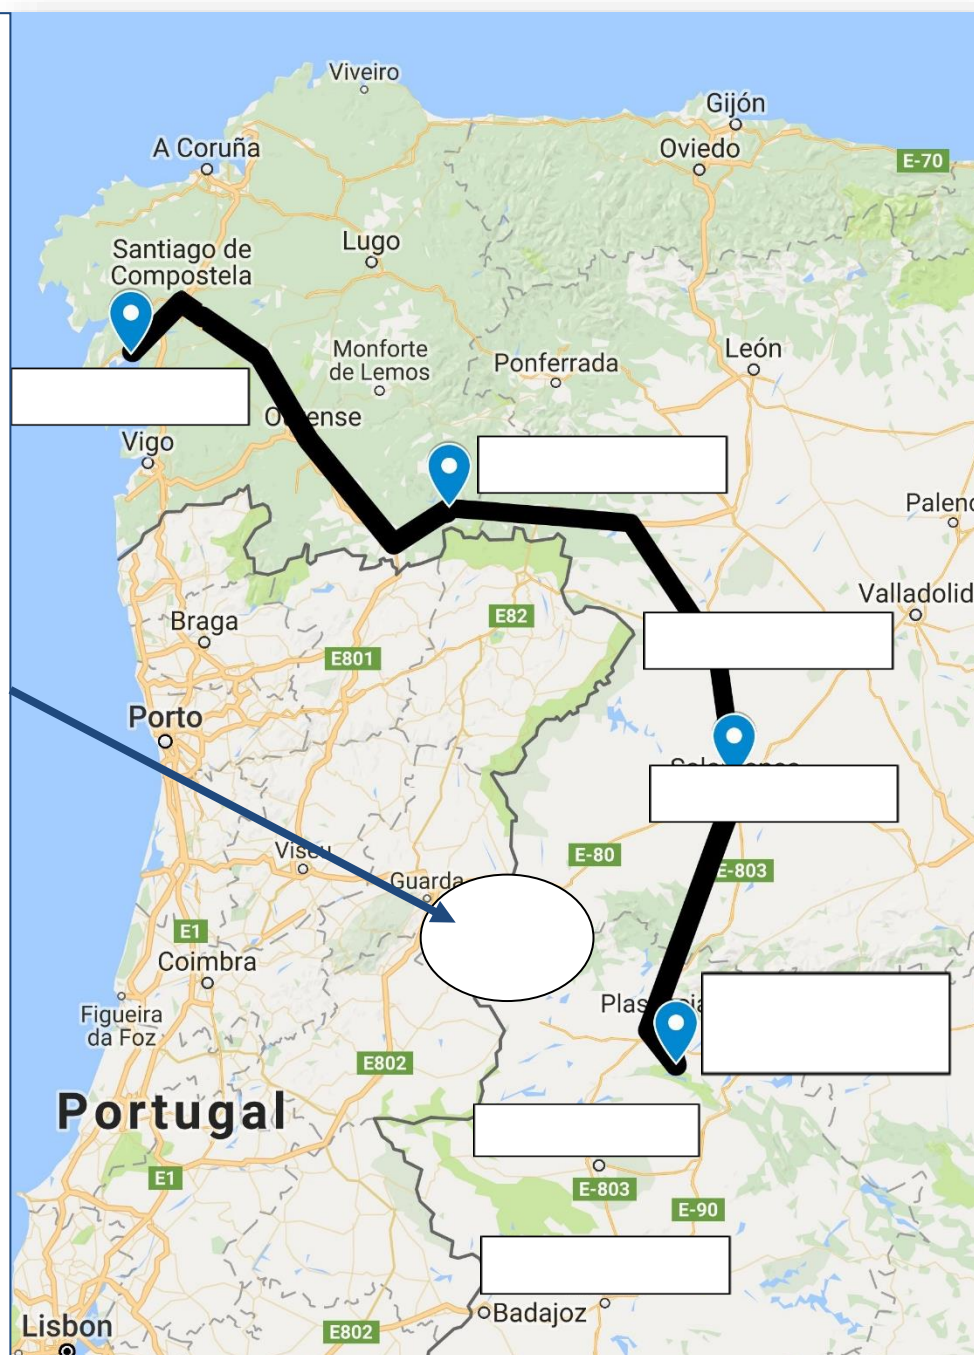 Viveiro
Gijón
A Coruña
Oviedo
E-70
Santiago de
Compostela
Lugo
Monforte
de Lemos
León
Ponferrada
Vigo
Palenc
Valladolid
Braga
E82
E801
Porto
E-80
E-803
Guarda
E1
Coimbra
Figueira
da Foz
E802
Portugal
E1
E-803
E-90
Badajoz
Lisbon
E802